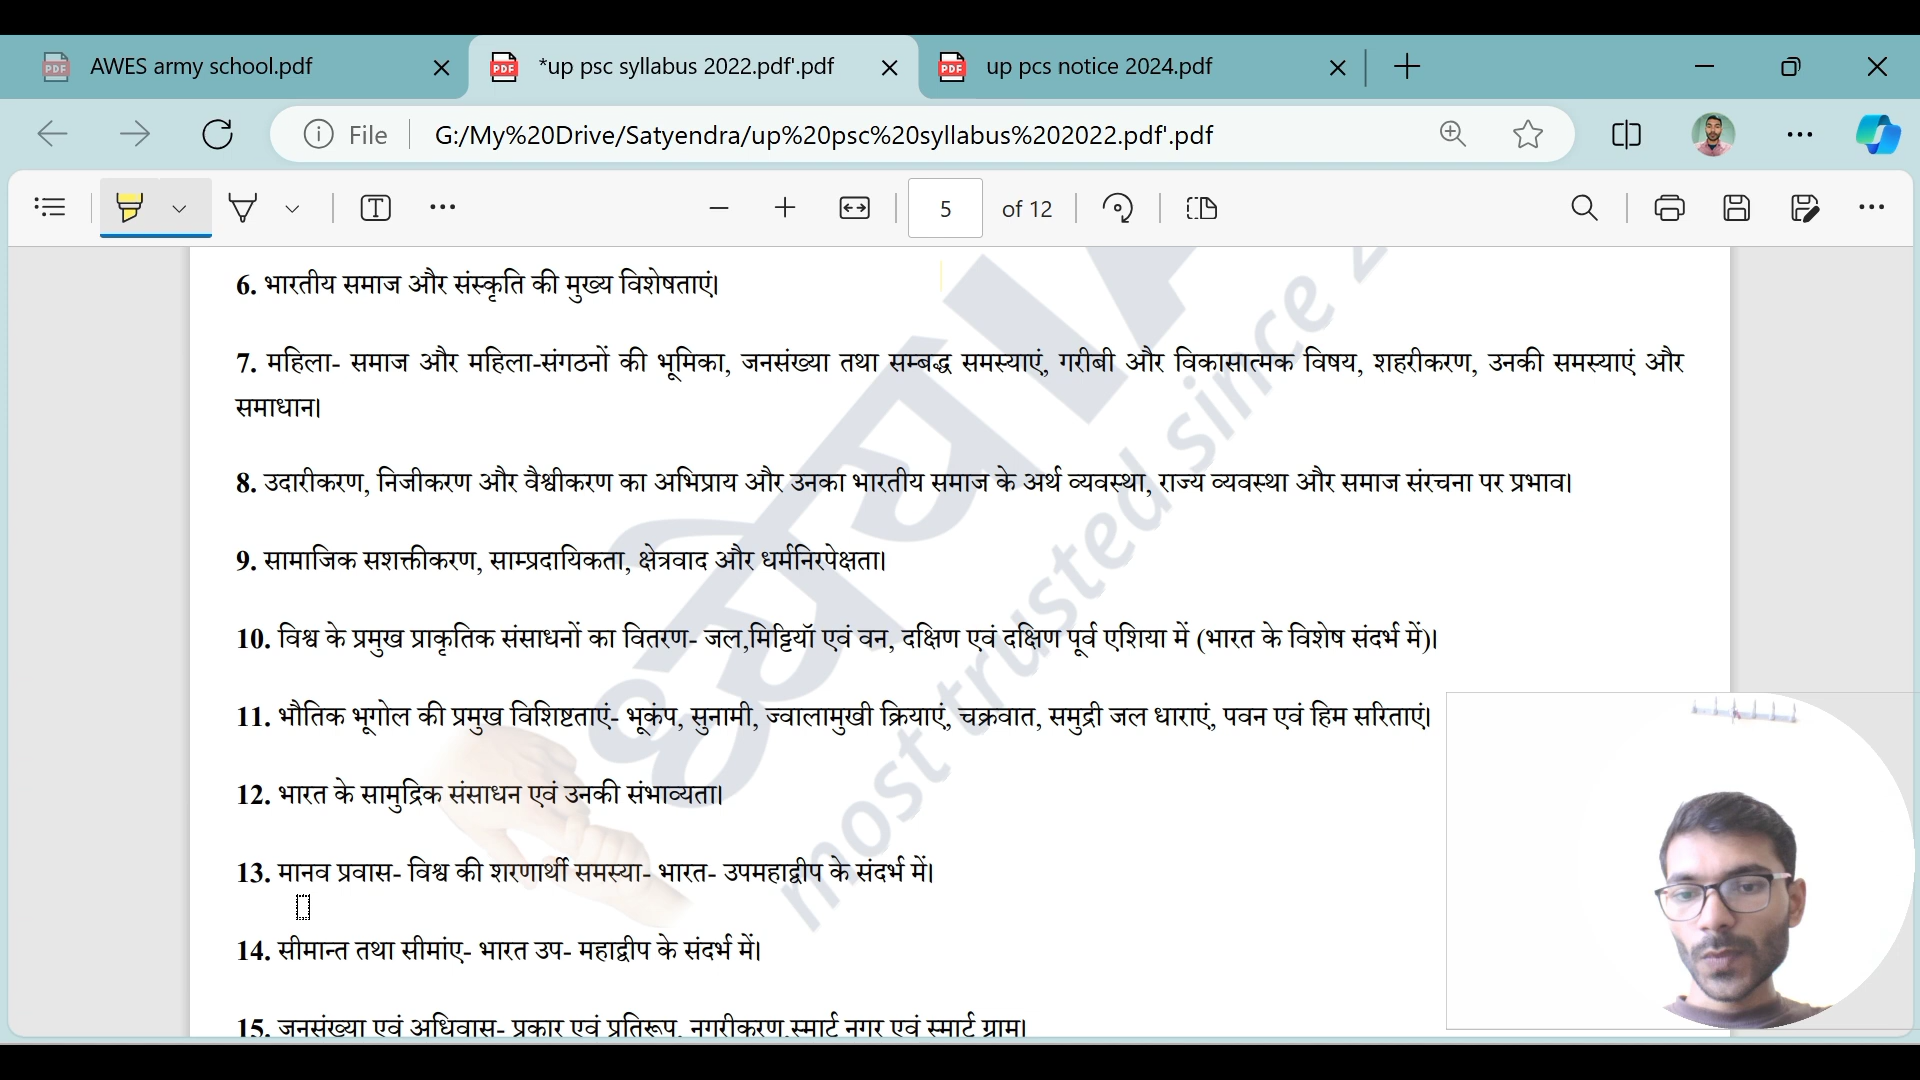 AWES army school.pdf
*up psc syllabus 2022.pdf'.pdf
up pcs notice 2024.pdf
File
G:/My%20Drive/Satyendra/up%20psc%20syllabus%202022.pdf'.pdf
5 of 12
6. भारतीय समाज और संस्कृति की मुख्य विशेषताएं।
7. महिला- समाज और महिला-संगठनों की भूमिका, जनसंख्या तथा सम्बद्ध समस्याएं, गरीबी और विकासात्मक विषय, शहरीकरण, उनकी समस्याएं और
समाधान।
8. उदारीकरण, निजीकरण और वैश्वीकरण का अभिप्राय और उनका भारतीय समाज के अर्थ व्यवस्था, राज्य व्यवस्था और समाज संरचना पर प्रभाव।
9. सामाजिक सशक्तीकरण, साम्प्रदायिकता, क्षेत्रवाद और धर्मनिरपेक्षता।
10. विश्व के प्रमुख प्राकृतिक संसाधनों का वितरण- जल,मिट्टियॉ एवं वन, दक्षिण एवं दक्षिण पूर्व एशिया में (भारत के विशेष संदर्भ में)।
11. भौतिक भूगोल की प्रमुख विशिष्टताएं- भूकंप, सुनामी, ज्वालामुखी क्रियाएं, चक्रवात, समुद्री जल धाराएं, पवन एवं हिम सरिताएं।
12. भारत के सामुद्रिक संसाधन एवं उनकी संभाव्यता।
13. मानव प्रवास- विश्व की शरणार्थी समस्या- भारत- उपमहाद्वीप के संदर्भ में।
14. सीमान्त तथा सीमांए- भारत उप- महाद्वीप के संदर्भ में।
15. जनसंख्या एवं अधिवास- प्रकार एवं प्रतिरूप, नगरीकरण,स्मार्ट नगर एवं स्मार्ट ग्राम।
most trusted since 2